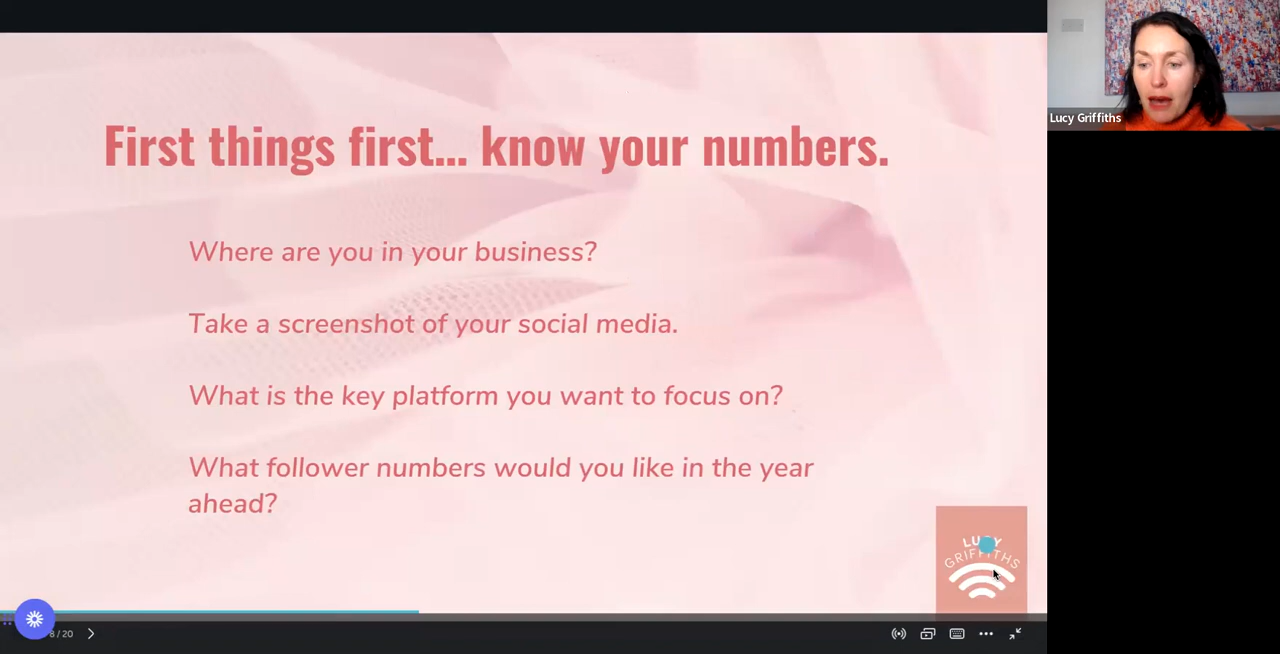 First things first... know your numbers.
Where are you in your business?
Take a screenshot of your social media.
What is the key platform you want to focus on?
What follower numbers would you like in the year
ahead?
Lucy Griffiths
GRIFFITHS
8 / 20